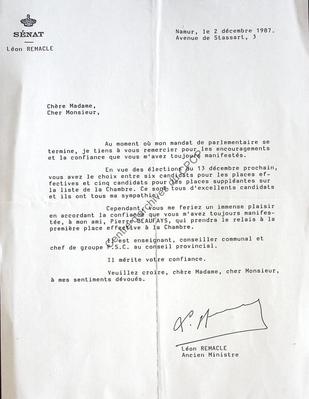 SÉNAT
Léon REMACLE
Namur, le 2 décembre 1987.
Avenue de Stassart, 3
Chère Madame,
Cher Monsieur,
Au moment où mon mandat de parlementaire se
termine, je tiens à vous remercier pour les encouragements
et la confiance que vous m'avez toujours manifestés.
En vue des élections du 13 décembre prochain,
vous avez le choix entre six candidats pour les places ef-
fectives et cinq candidats pour les places suppléantes sur
la liste de la Chambre. Ce sont tous d'excellents candidats
et ils ont tous ma sympathie.
Cependant, vous me feriez un immense plaisir
en accordant la confiance que vous m'avez toujours manifes-
tée, à mon ami, Pierre BEAUFAYS, qui prendra le relais à la
première place effective à la Chambre.
C'est enseignant, conseiller communal et
chef de groupe P.S.C. au conseil provincial.
Il mérite votre confiance.
Veuillez croire, chère Madame, cher Monsieur,
à mes sentiments dévoués.
Léon REMACLE
Ancien Ministre